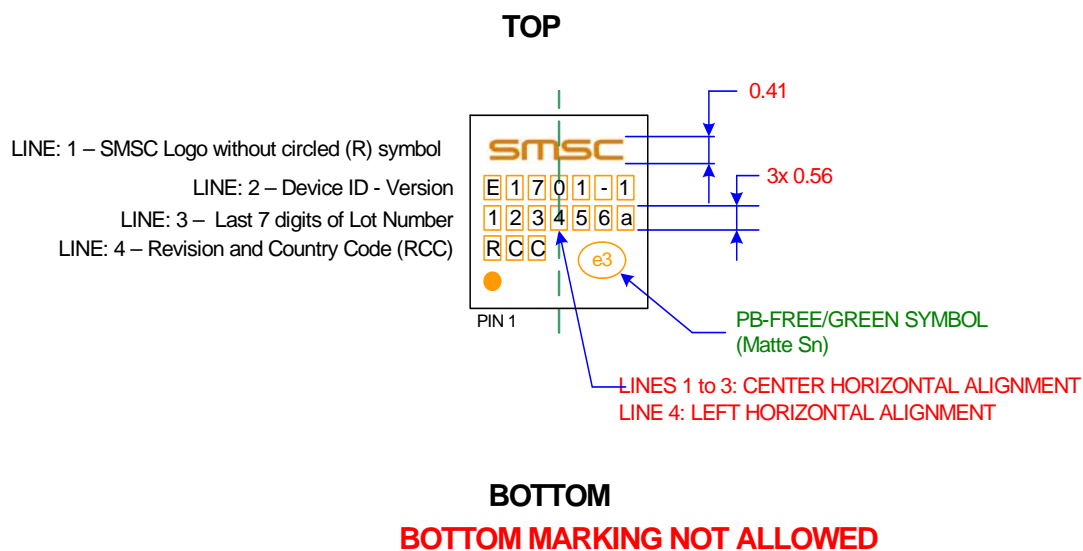 TOP
0.41
LINE: 1 – SMSC Logo without circled (R) symbol
SMSC
3x 0.56
LINE: 2 – Device ID - Version
E1701-1
LINE: 3 – Last 7 digits of Lot Number
123456a
LINE: 4 – Revision and Country Code (RCC)
RCC
e3
PIN 1
PB-FREE/GREEN SYMBOL
(Matte Sn)
LINES 1 to 3: CENTER HORIZONTAL ALIGNMENT
LINE 4: LEFT HORIZONTAL ALIGNMENT
BOTTOM
BOTTOM MARKING NOT ALLOWED